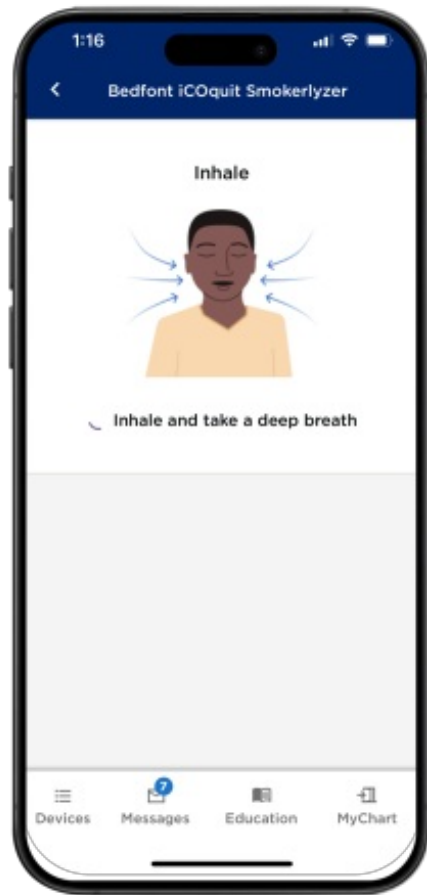 1:16
Bedfont iCOquit Smokerlyzer
Inhale
Inhale and take a deep breath
7
Devices Messages Education MyChart